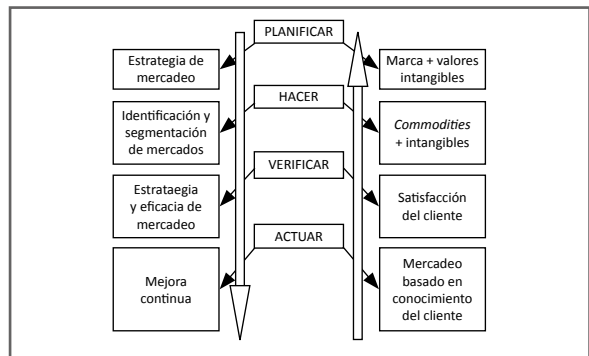 PLANIFICAR
Estrategia de
mercadeo
Marca + valores
intangibles
HACER
Identificación y
segmentación
de mercados
Commodities
+ intangibles
VERIFICAR
Estrataegia
y eficacia de
mercadeo
Satisfacción
del cliente
ACTUAR
Mejora
continua
Mercadeo
basado en
conocimiento
del cliente